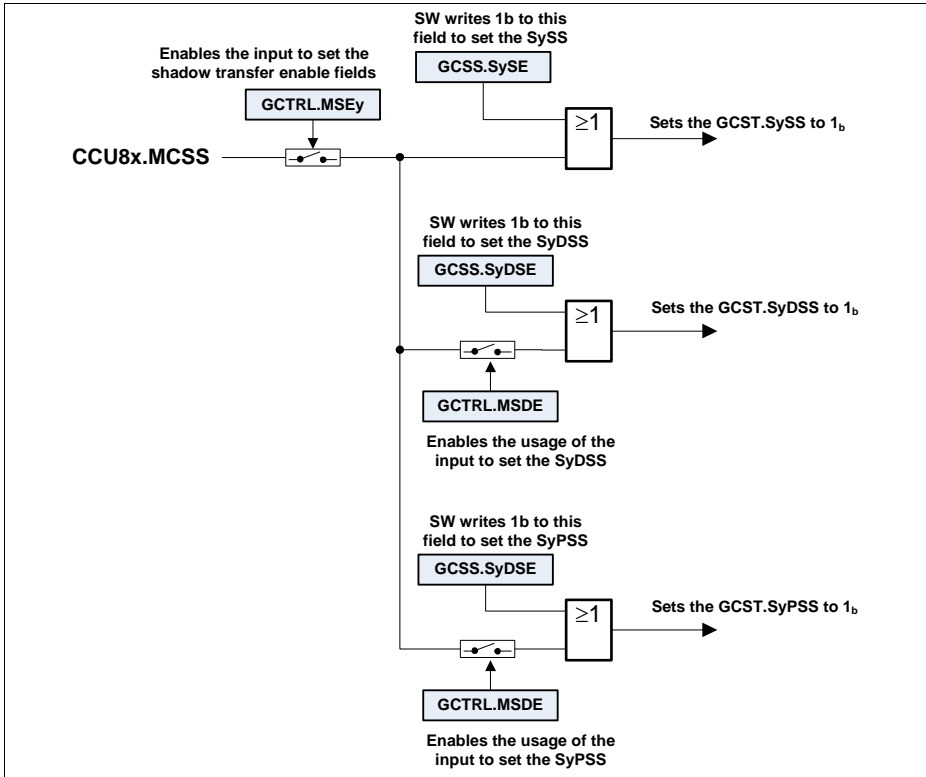 SW writes 1b to this
field to set the SySS
Enables the input to set the
shadow transfer enable fields
GCSS.SySE
GCTRL.MSEy
≥1
Sets the GCST.SySS to 1b
CCU8x.MCSS
SW writes 1b to this
field to set the SyDSS
GCSS.SyDSE
≥1
Sets the GCST.SyDSS to 1b
GCTRL.MSDE
Enables the usage of the
input to set the SyDSS
SW writes 1b to this
field to set the SyPSS
GCSS.SyDSE
≥1
Sets the GCST.SyPSS to 1b
GCTRL.MSDE
Enables the usage of the
input to set the SyPSS